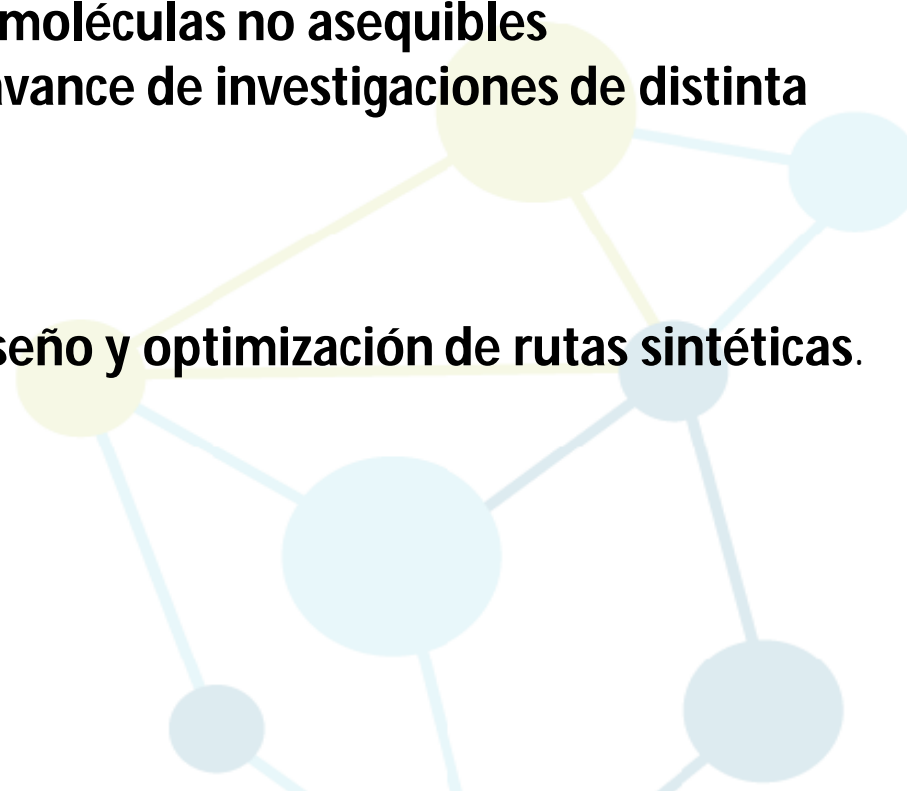 moléculas no asequibles
avance de investigaciones de distinta
seño y optimización de rutas sintéticas.